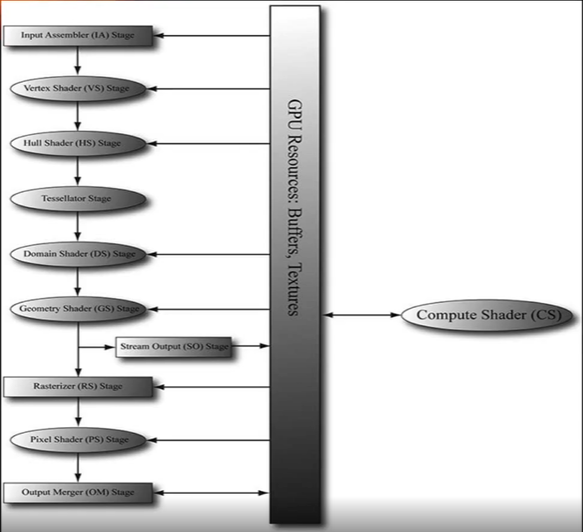 Input Assembler (IA) Stage
Vertex Shader (VS) Stage
Hull Shader (HS) Stage
Tessellator Stage
Domain Shader (DS) Stage
Geometry Shader (GS) Stage
Stream Output (SO) Stage
Rasterizer (RS) Stage
Pixel Shader (PS) Stage
Output Merger (OM) Stage
GPU Resources: Buffers, Textures
Compute Shader (CS)